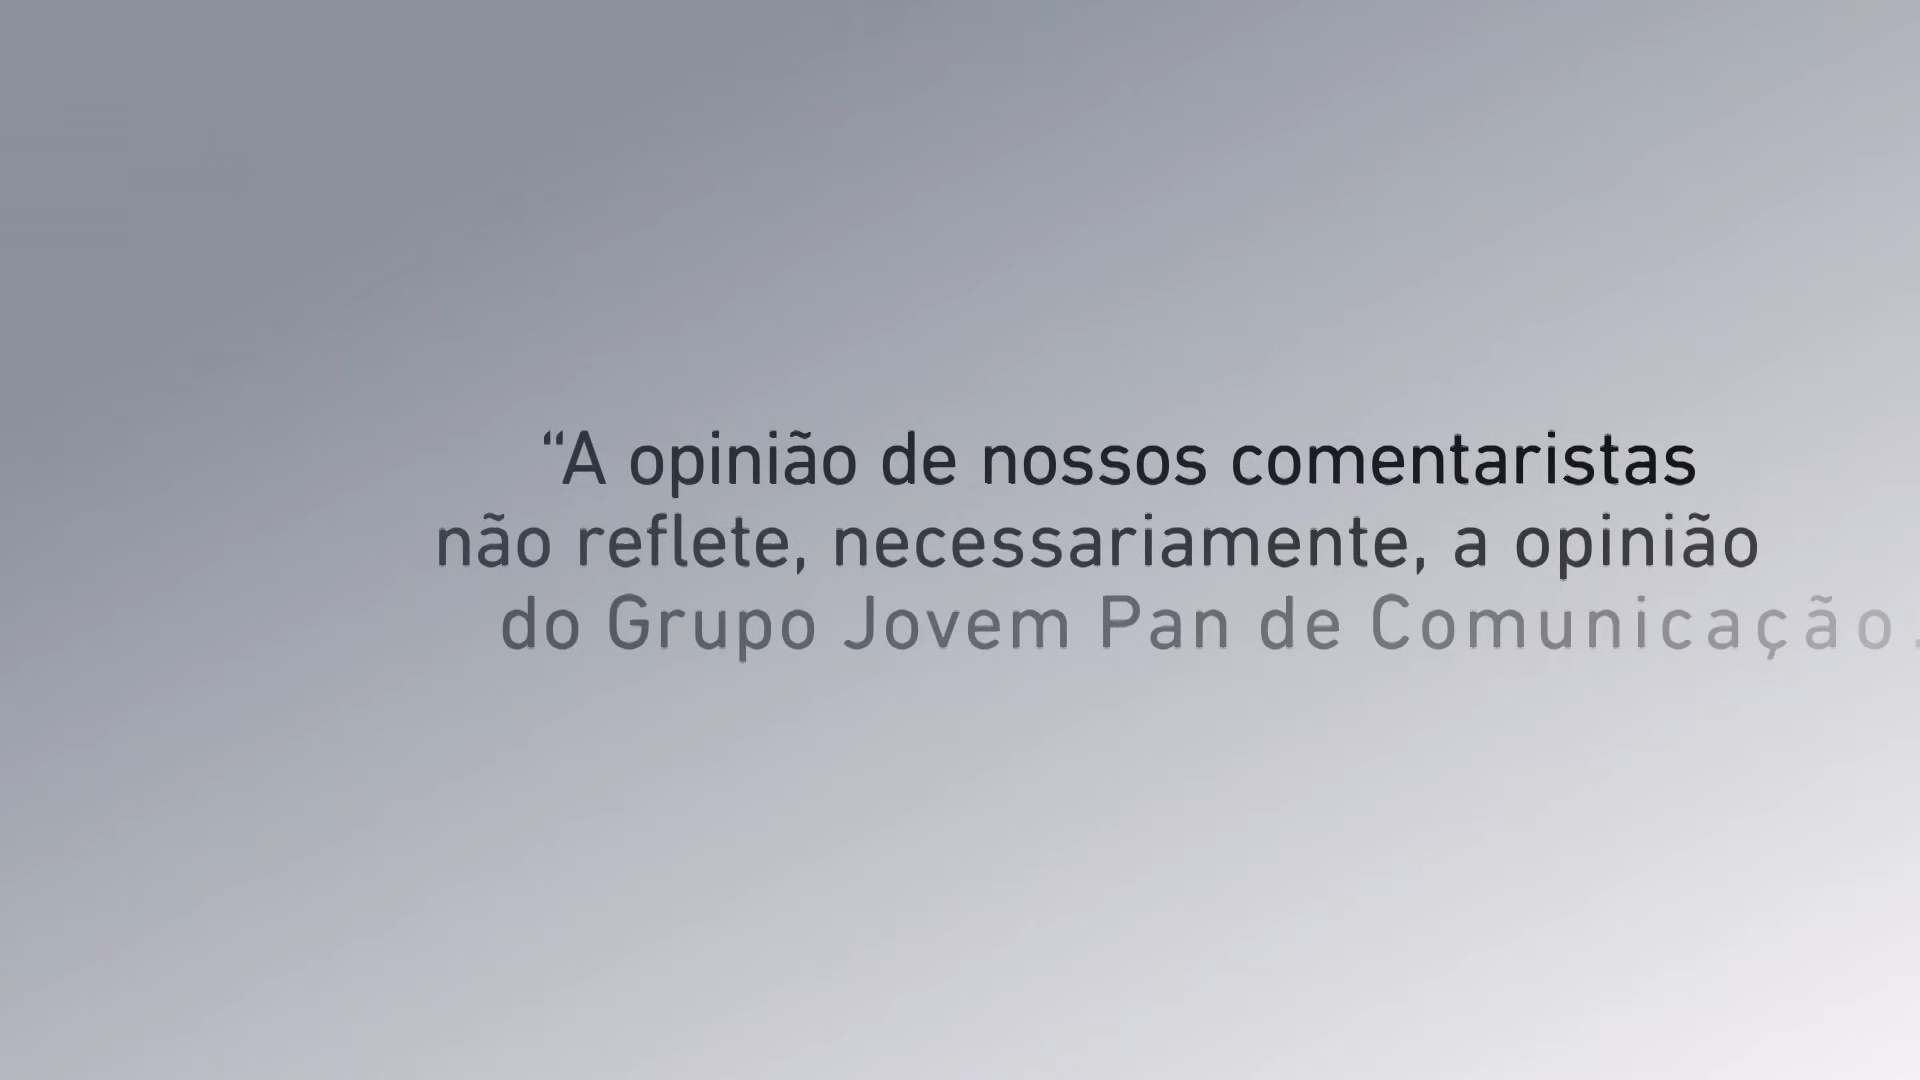 “A opinião de nossos comentaristas
não reflete, necessariamente, a opinião
do Grupo Jovem Pan de Comunicação.